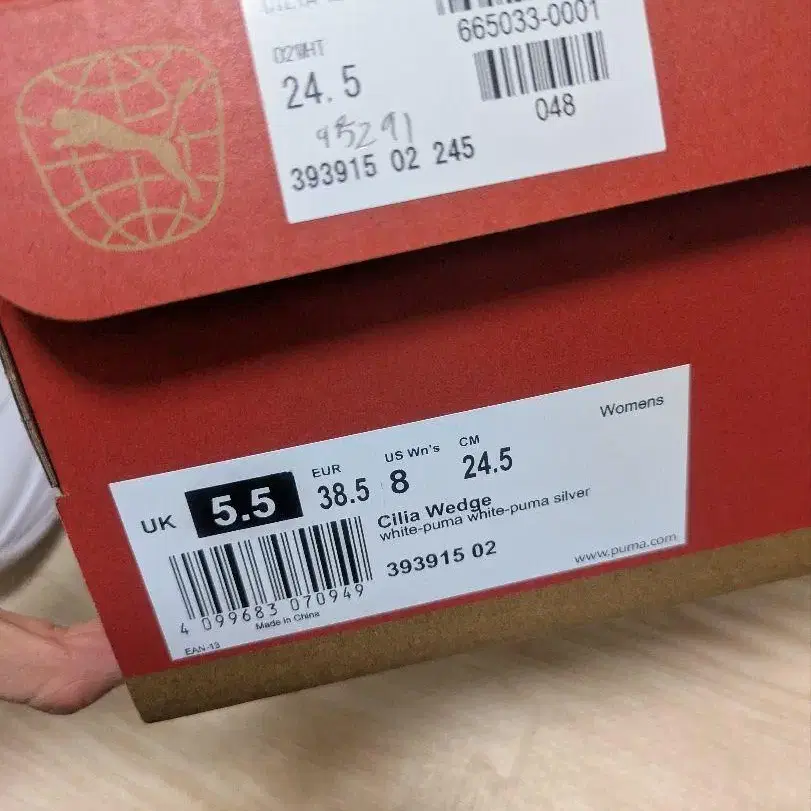 665033-0001
029HT
24.5
048
95291
393915 02 245
Womens
UK 5.5
EUR 38.5
US Wn's 8
CM 24.5
Cilia Wedge
white-puma white-puma silver
393915 02
www.puma.com
4 099683 070949
Made in China
EAN-13